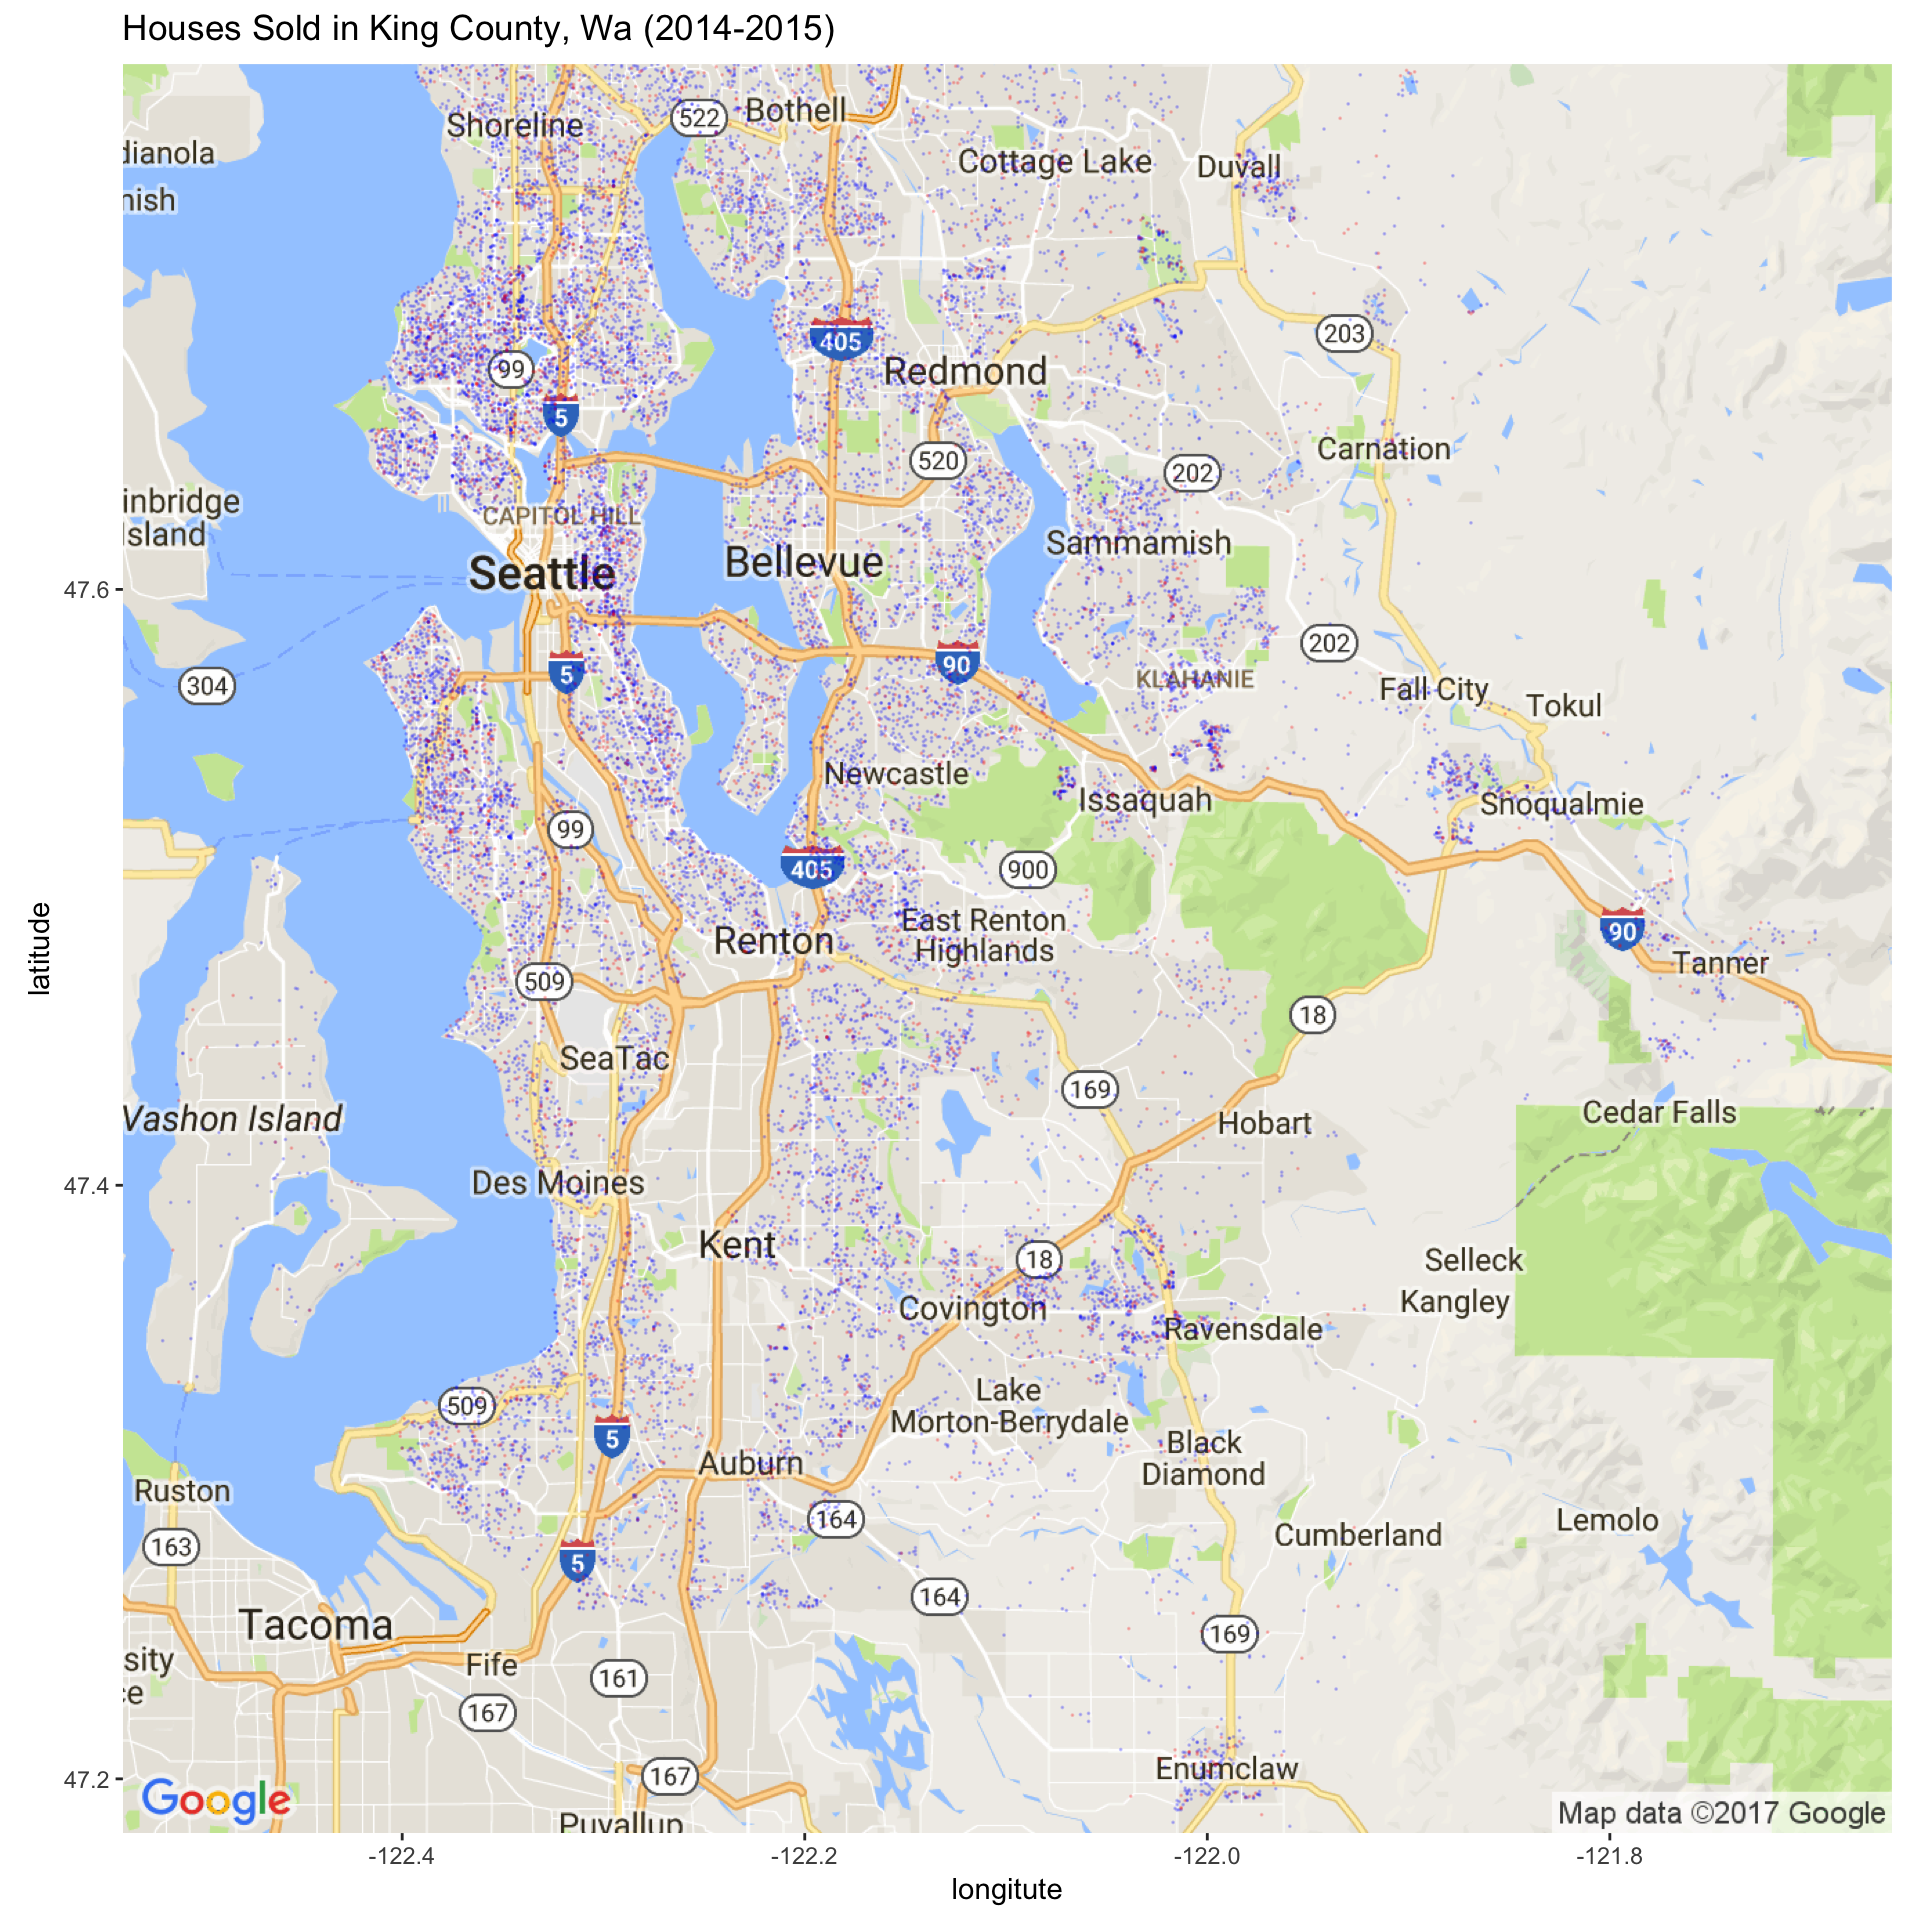 Houses Sold in King County, Wa (2014-2015)
Shoreline
522
Bothell
dianola
Cottage Lake
Duvall
nish
405
203
99
Redmond
5
Carnation
520
202
inbridge
Island
CAPITOL HILL
Sammamish
Seattle
Bellevue
47.6
202
5
90
304
KLAHANIE
Fall City
Tokul
Newcastle
Issaquah
Snoqualmie
99
405
900
East Renton
Highlands
Renton
90
Tanner
latitude
509
18
SeaTac
169
Vashon Island
Hobart
Cedar Falls
47.4
Des Moines
Kent
18
Selleck
Kangley
Covington
Ravensdale
Lake
Morton-Berrydale
509
5
Black
Diamond
Auburn
Ruston
164
Lemolo
163
Cumberland
5
164
Tacoma
169
sity
Fife
161
ce
167
Enumclaw
167
47.2
Google
Puyallup
Map data ©2017 Google
-122.4
-122.2
-122.0
-121.8
longitute